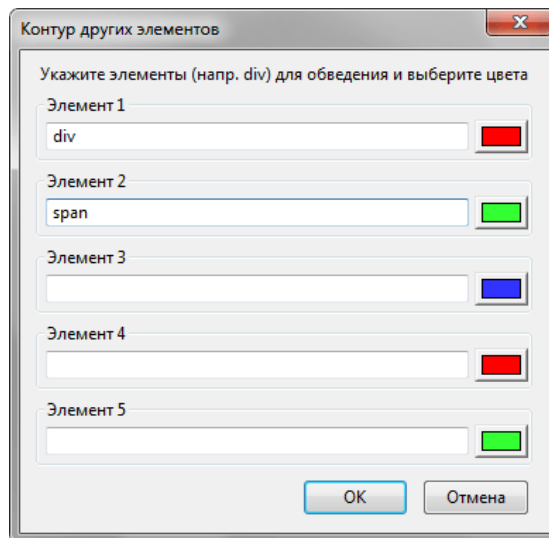 Контур других элементов
Укажите элементы (напр. div) для обведения и выберите цвета
Элемент 1
div
Элемент 2
span
Элемент 3
Элемент 4
Элемент 5
OK
Отмена